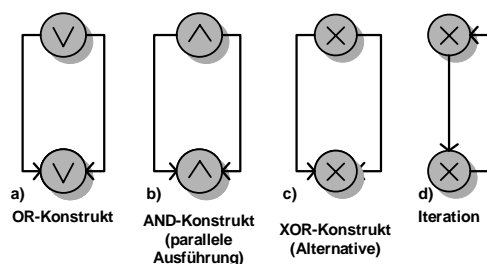 a)
OR-Konstrukt
b)
AND-Konstrukt
(parallele
Ausführung)
c)
XOR-Konstrukt
(Alternative)
d)
Iteration